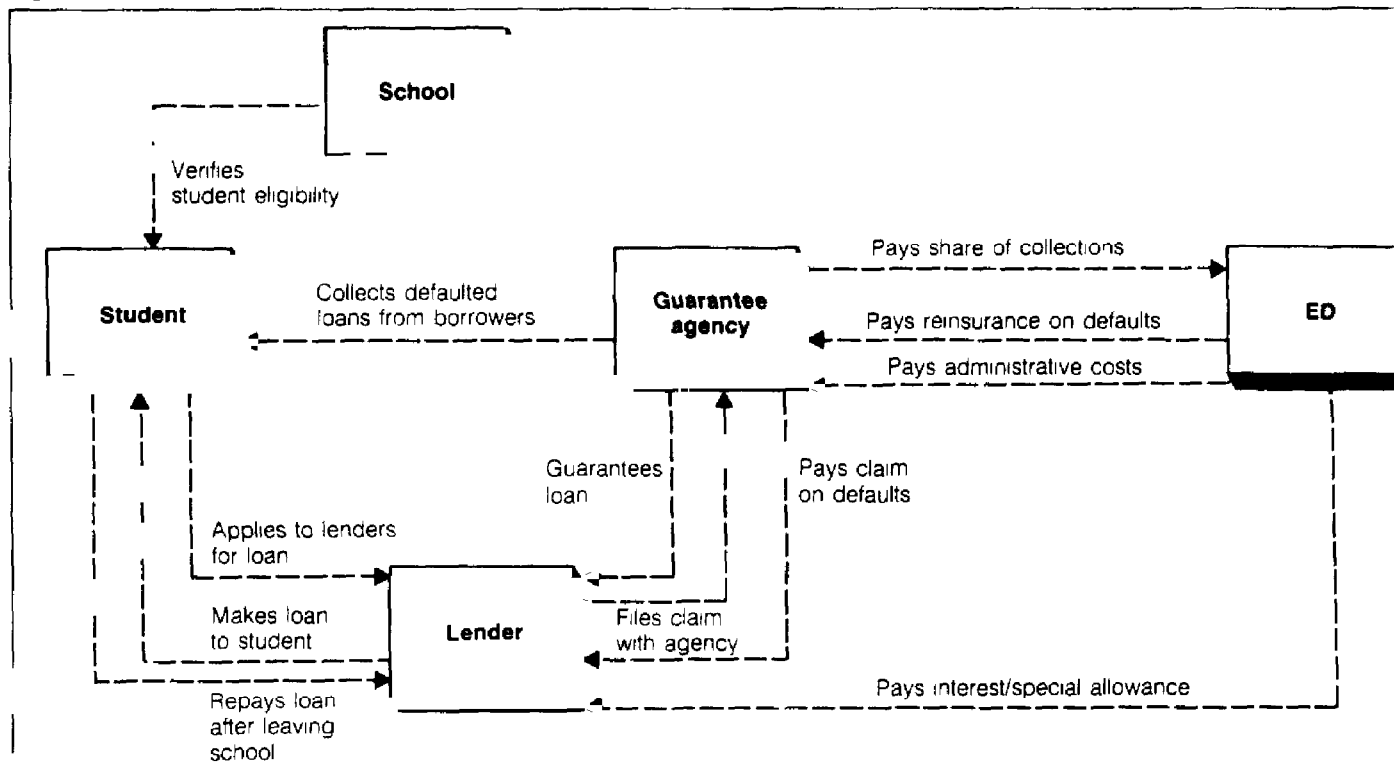 School
Verifies
student eligibility
Student
Collects defaulted
loans from borrowers
Guarantee
agency
Pays share of collections
Pays reinsurance on defaults
Pays administrative costs
ED
Guarantees
loan
Pays claim
on defaults
Applies to lenders
for loan
Makes loan
to student
Lender
Files claim
with agency
Repays loan
after leaving
school
Pays interest/special allowance